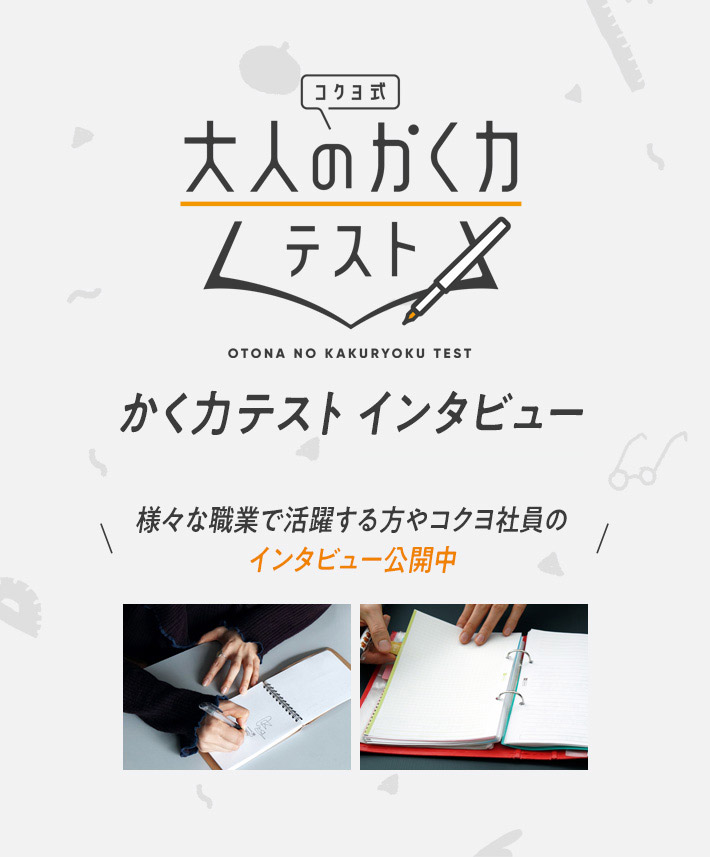 コクヨ式
大人のかく力
テスト
OTONA NO KAKURYOKU TEST
かく力テスト インタビュー
様々な職業で活躍する方やコクヨ社員の
インタビュー公開中